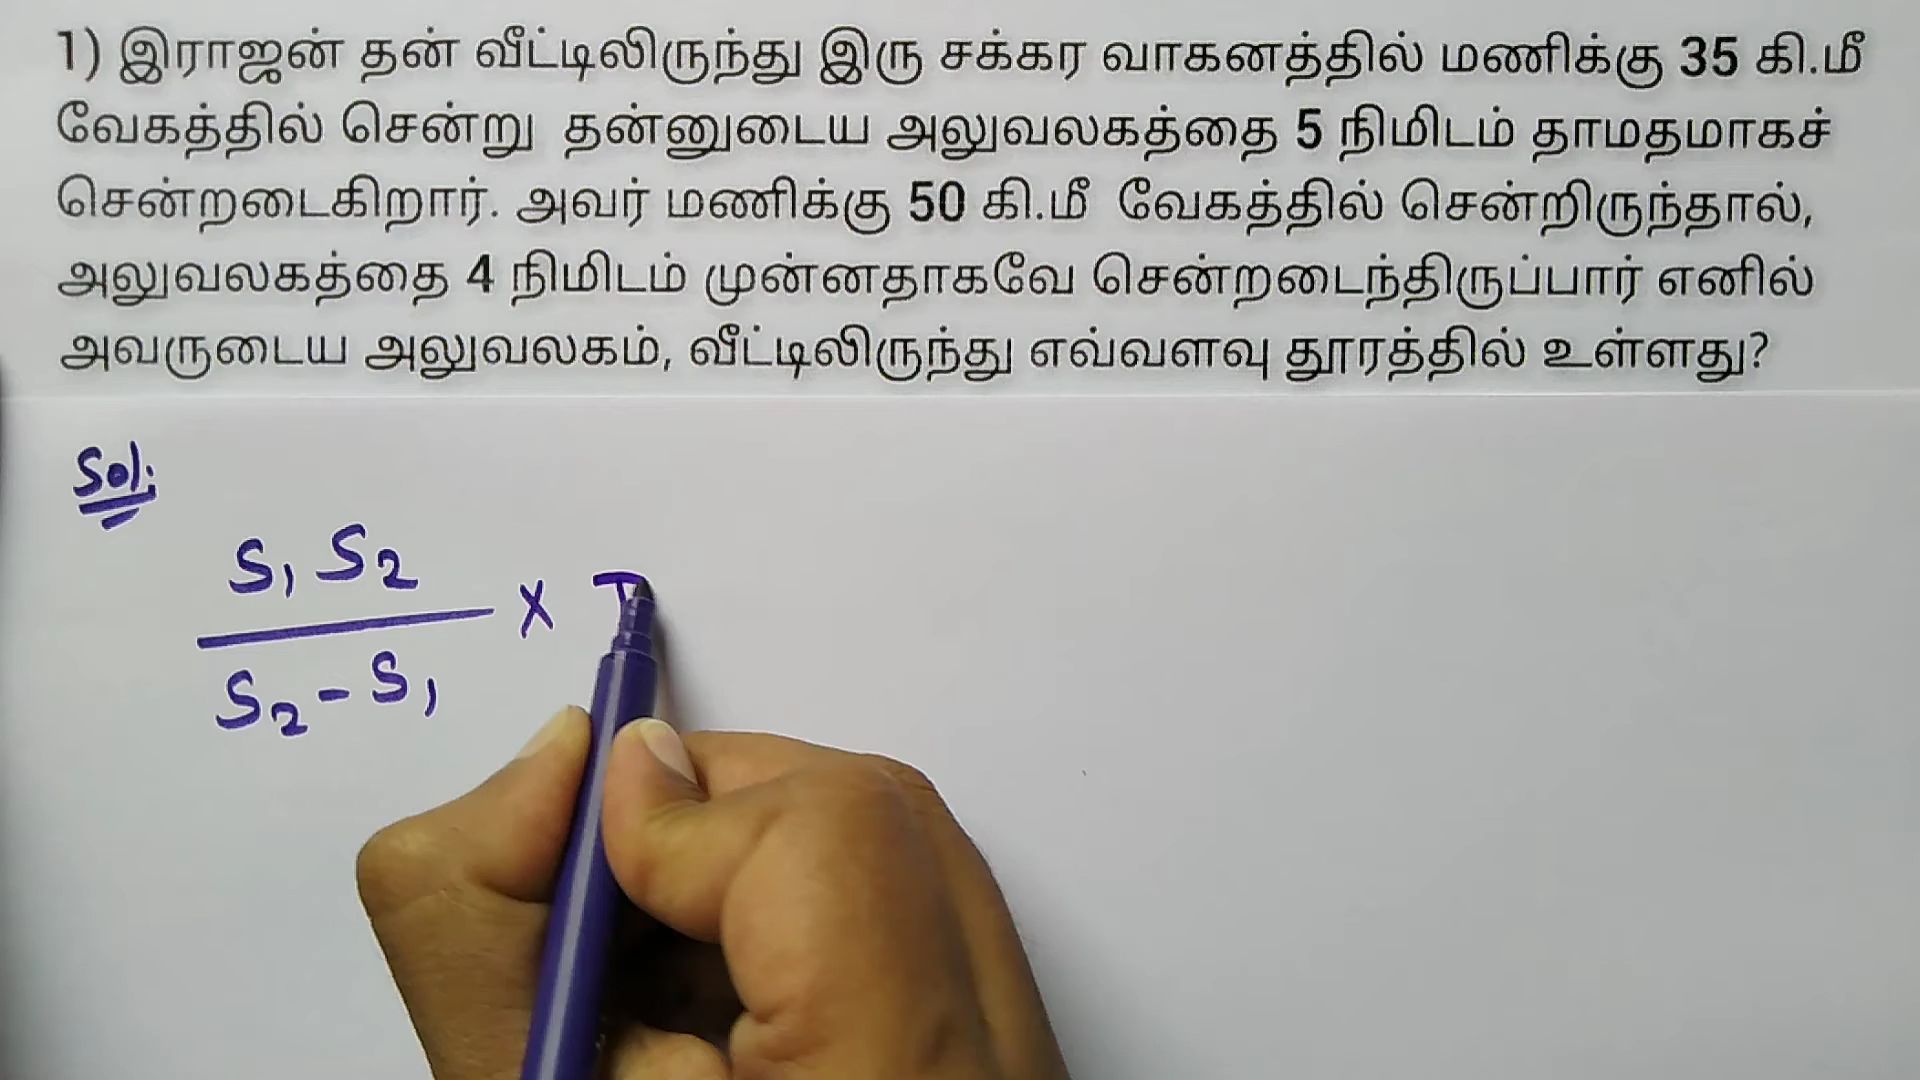 1) இராஜன் தன் வீட்டிலிருந்து இரு சக்கர வாகனத்தில் மணிக்கு 35 கி.மீ
வேகத்தில் சென்று தன்னுடைய அலுவலகத்தை 5 நிமிடம் தாமதமாகச்
சென்றடைகிறார். அவர் மணிக்கு 50 கி.மீ வேகத்தில் சென்றிருந்தால்,
அலுவலகத்தை 4 நிமிடம் முன்னதாகவே சென்றடைந்திருப்பார் எனில்
அவருடைய அலுவலகம், வீட்டிலிருந்து எவ்வளவு தூரத்தில் உள்ளது?
Sol:
S1 S2
× T
S2 - S1